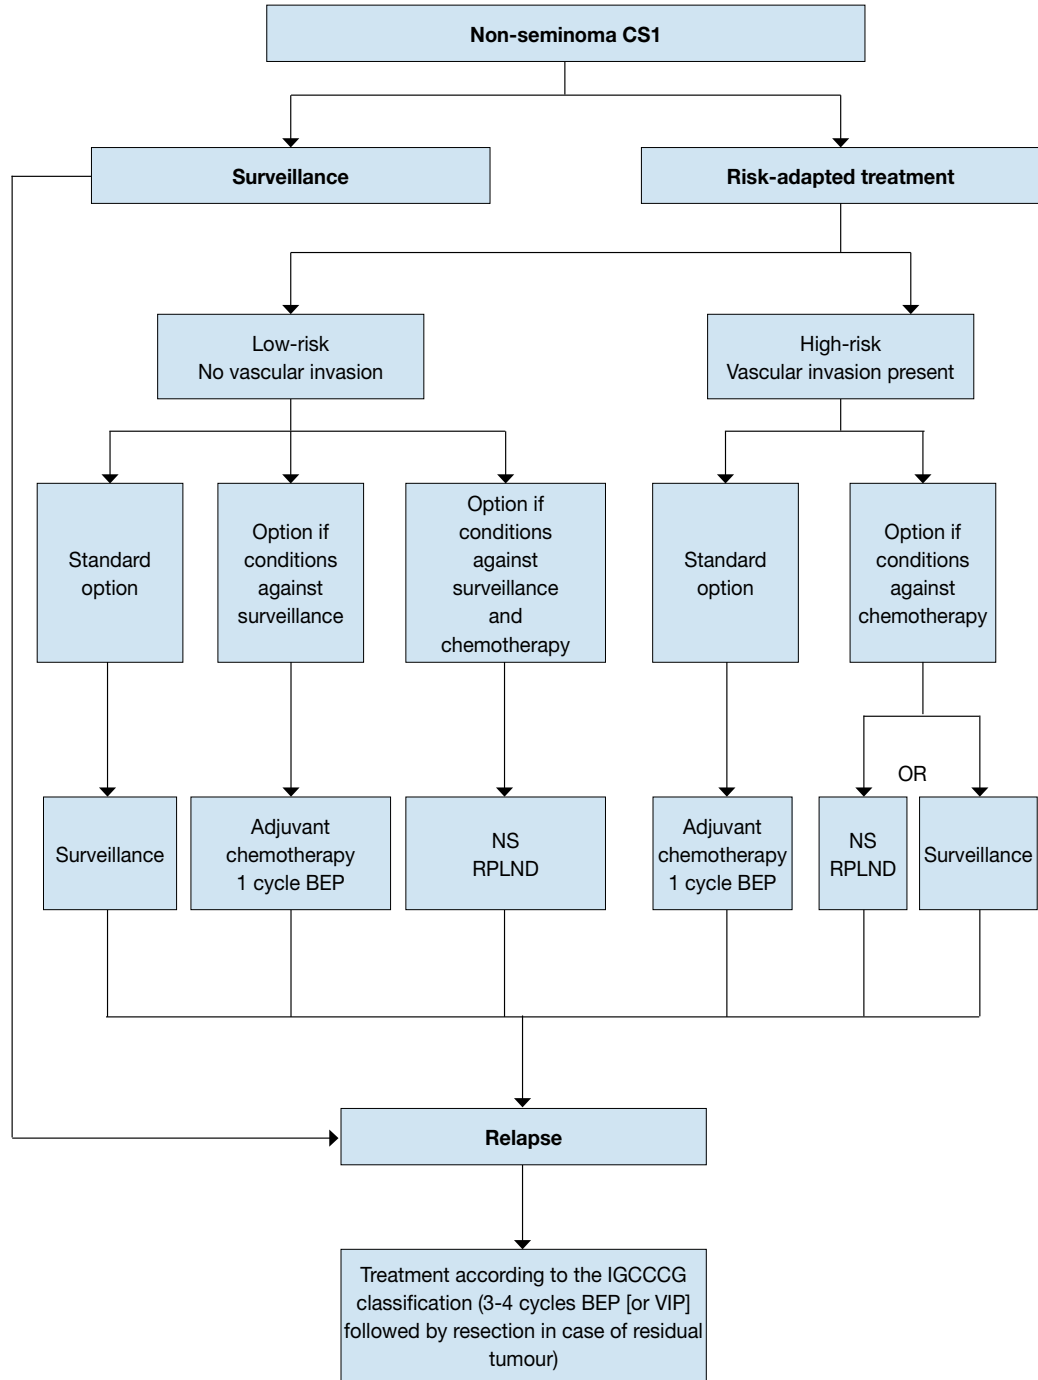 Non-seminoma CS1
Surveillance
Risk-adapted treatment
Low-risk
No vascular invasion
High-risk
Vascular invasion present
Standard
option
Option if
conditions
against
surveillance
Option if
conditions
against
surveillance
and
chemotherapy
Standard
option
Option if
conditions
against
chemotherapy
OR
Surveillance
Adjuvant
chemotherapy
1 cycle BEP
NS
RPLND
Adjuvant
chemotherapy
1 cycle BEP
NS
RPLND
Surveillance
Relapse
Treatment according to the IGCCCG
classification (3-4 cycles BEP [or VIP]
followed by resection in case of residual
tumour)